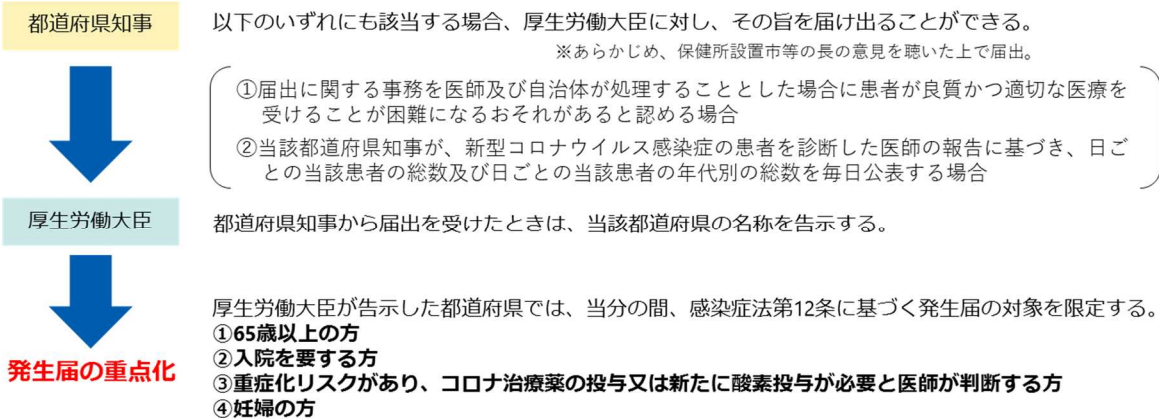 都道府県知事
以下のいずれにも該当する場合、厚生労働大臣に対し、その旨を届け出ることができる。
※あらかじめ、保健所設置市等の長の意見を聴いた上で届出。
①届出に関する事務を医師及び自治体が処理することとした場合に患者が良質かつ適切な医療を
受けることが困難になるおそれがあると認める場合
②当該都道府県知事が、新型コロナウイルス感染症の患者を診断した医師の報告に基づき、日ご
との当該患者の総数及び日ごとの当該患者の年代別の総数を毎日公表する場合
厚生労働大臣
都道府県知事から届出を受けたときは、当該都道府県の名称を告示する。
厚生労働大臣が告示した都道府県では、当分の間、感染症法第12条に基づく発生届の対象を限定する。
①65歳以上の方
②入院を要する方
発生届の重点化
③重症化リスクがあり、コロナ治療薬の投与又は新たに酸素投与が必要と医師が判断する方
④妊婦の方